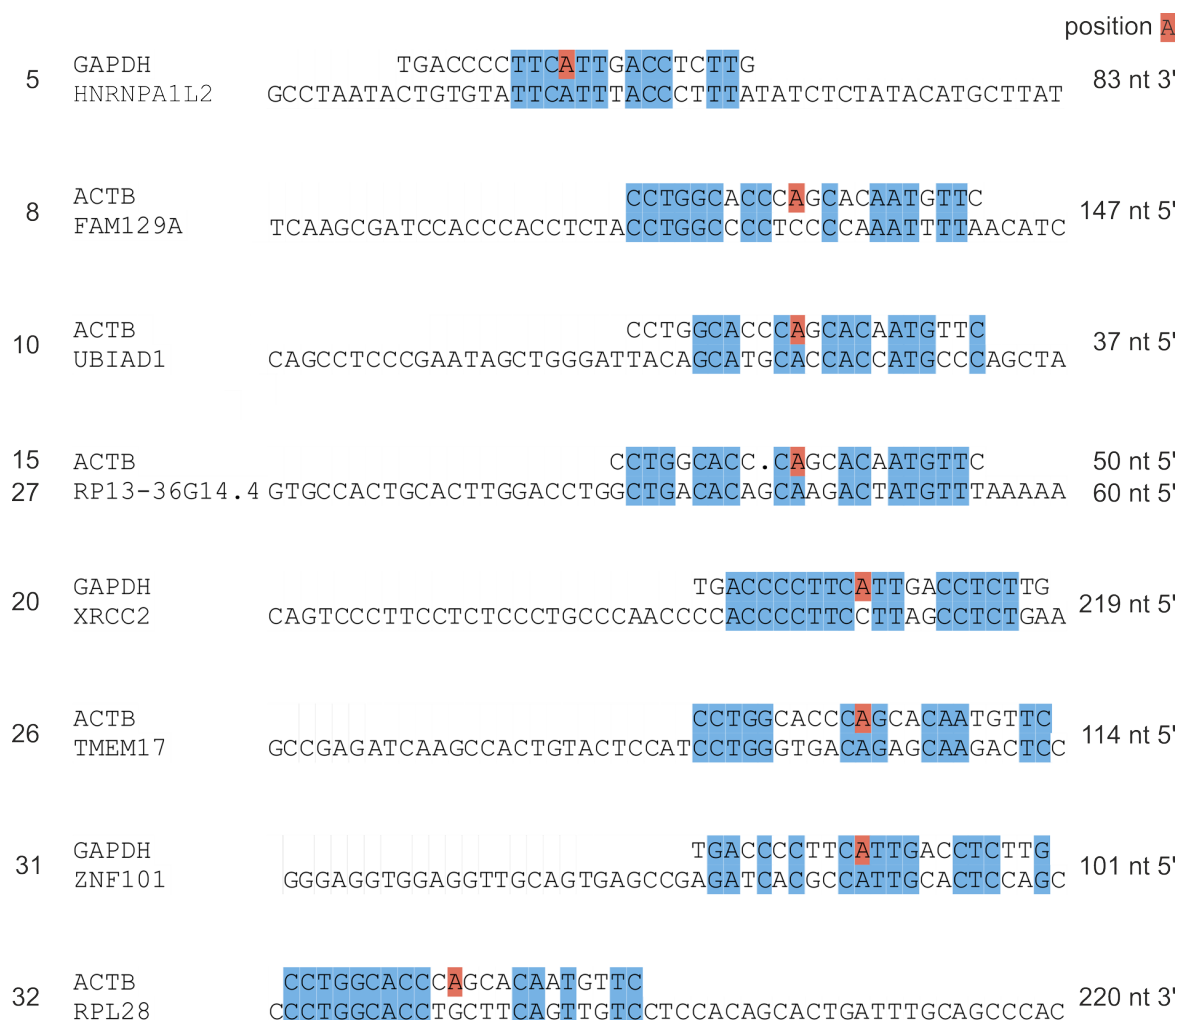 position A
5 GAPDH TGACCCCTTCATTGACCTCTTG 83 nt 3'
HNRNPA1L2 GCCTAATACTGTGTATTCATTTACCCTTTATATCTCTATACATGCTTAT
8 ACTB CCTGGCACCCAGCACAATGTTC 147 nt 5'
FAM129A TCAAGCGATCCACCCACCTCTACCTGGCCCCTCCCCAAATTTTAACATC
10 ACTB CCTGGCACCCAGCACAATGTTC 37 nt 5'
UBIAD1 CAGCCTCCCGAATAGCTGGGATTACAGCATGCACCACCATGCCCAGCTA
15 ACTB CCTGGCACC.CAGCACAATGTTC 50 nt 5'
27 RP13-36G14.4 GTGCCACTGCACTTGGACCTGGCTGACACAGCAAGACTATGTTTAAAAA 60 nt 5'
20 GAPDH TGACCCCTTCATTGACCTCTTG 219 nt 5'
XRCC2 CAGTCCCTTCCTCTCCCTGCCCAACCCCACCCCTTCCTTAGCCTCTGAA
26 ACTB CCTGGCACCCAGCACAATGTTC 114 nt 5'
TMEM17 GCCGAGATCAAGCCACTGTACTCCATCCTGGGTGACAGAGCAAGACTCC
31 GAPDH TGACCCCTTCATTGACCTCTTG 101 nt 5'
ZNF101 GGGAGGTGGAGGTTGCAGTGAGCCGAGATCACGCCATTGCACTCCAGC
32 ACTB CCTGGCACCCAGCACAATGTTC 220 nt 3'
RPL28 CCCTGGCACCTGCTTCAGTTGTCCTCCACAGCACTGATTTGCAGCCCAC